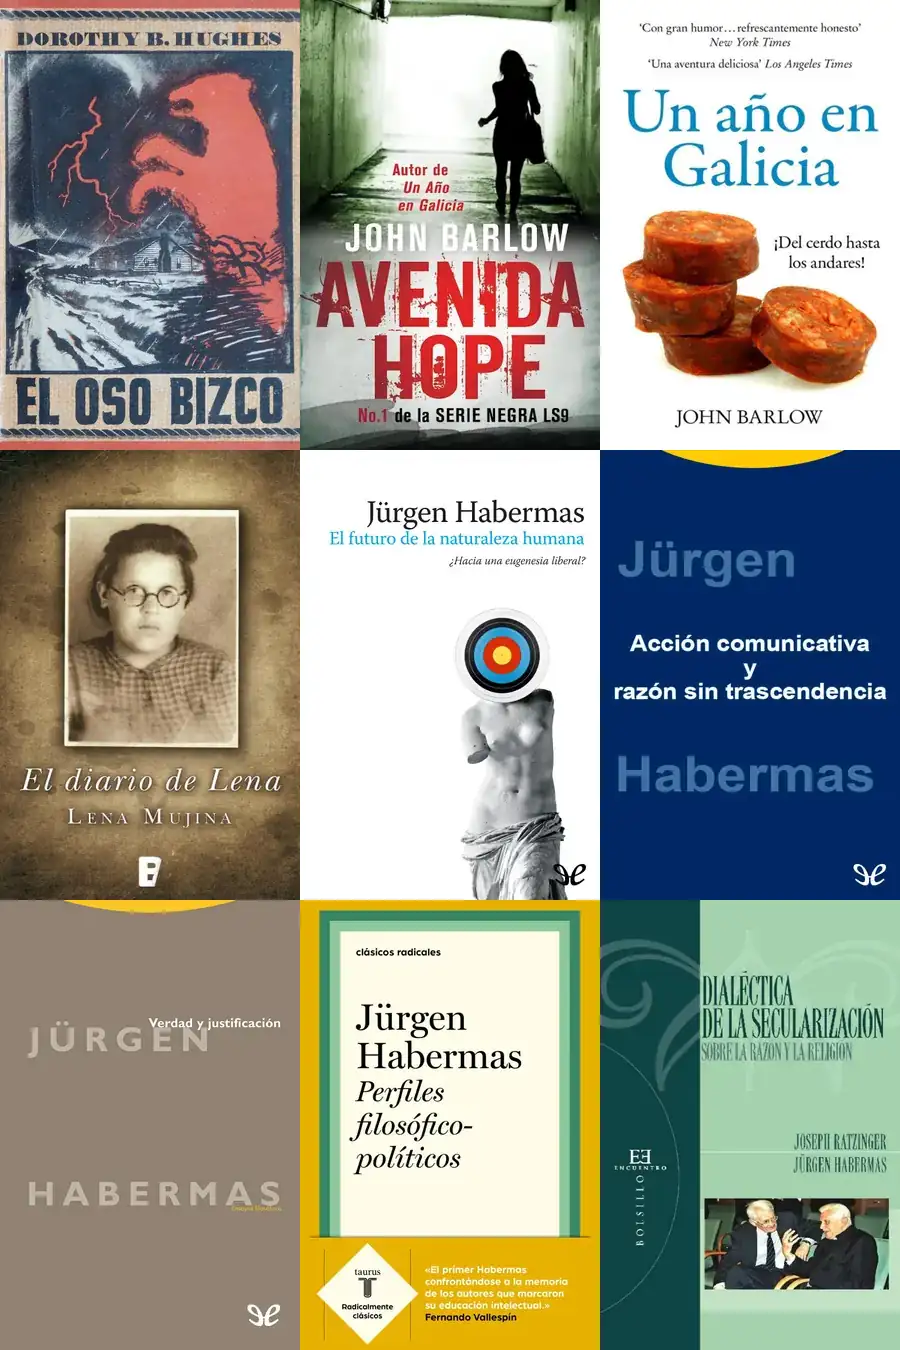 DOROTHY B. HUGHES
EL OSO BIZCO
Autor de
Un Año
en Galicia
JOHN BARLOW
AVENIDA
HOPE
No.1 de la SERIE NEGRA LS9
‘Con gran humor…refrescantemente honesto’
New York Times
‘Una aventura deliciosa’ Los Angeles Times
Un año en
Galicia
¡Del cerdo hasta
los andares!
JOHN BARLOW
El diario de Lena
LENA MUJINA
B
Jürgen Habermas
El futuro de la naturaleza humana
¿Hacia una eugenesia liberal?
Jürgen
Acción comunicativa
y
razón sin trascendencia
Habermas
Verdad y justificación
JÜRGEN
HABERMAS
clásicos radicales
Jürgen
Habermas
Perfiles
filosófico-
políticos
taurus
T
Radicalmente
clásicos
«El primer Habermas
confrontándose a la memoria
de los autores que marcaron
su educación intelectual.»
Fernando Vallespín
DIALÉCTICA
DE LA SECULARIZACIÓN
SOBRE LA RAZÓN Y LA RELIGIÓN
JOSEPH RATZINGER
JÜRGEN HABERMAS
EE
ENCUENTRO
BOLSILLO